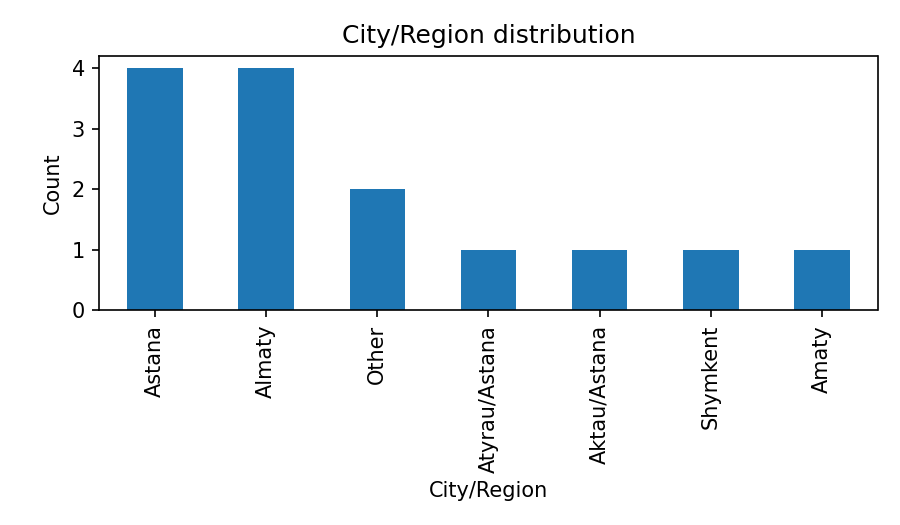 City/Region distribution
Count
4
3
2
1
0
Astana
Almaty
Other
Atyrau/Astana
Aktau/Astana
Shymkent
Amaty
City/Region